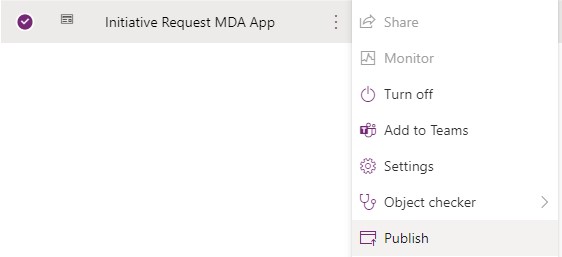 Initiative Request MDA App
Share
Monitor
Turn off
Add to Teams
Settings
Object checker
Publish